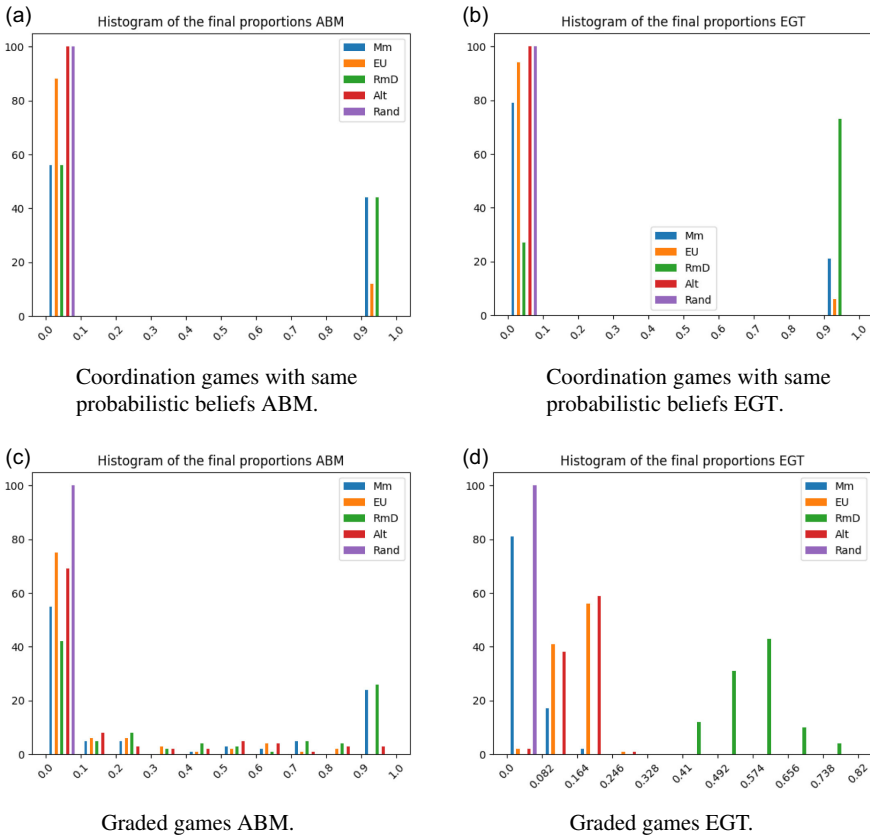 (a)
Histogram of the final proportions ABM
100
80
60
40
20
0
Mm
EU
RmD
Alt
Rand
0.0 0.1 0.2 0.3 0.4 0.5 0.6 0.7 0.8 0.9 1.0
Coordination games with same
probabilistic beliefs ABM.
(b)
Histogram of the final proportions EGT
100
80
60
40
20
0
Mm
EU
RmD
Alt
Rand
0.0 0.1 0.2 0.3 0.4 0.5 0.6 0.7 0.8 0.9 1.0
Coordination games with same
probabilistic beliefs EGT.
(c)
Histogram of the final proportions ABM
100
80
60
40
20
0
Mm
EU
RmD
Alt
Rand
0.0 0.1 0.2 0.3 0.4 0.5 0.6 0.7 0.8 0.9 1.0
Graded games ABM.
(d)
Histogram of the final proportions EGT
100
80
60
40
20
0
Mm
EU
RmD
Alt
Rand
0.0 0.082 0.164 0.246 0.328 0.41 0.492 0.574 0.656 0.738 0.82
Graded games EGT.